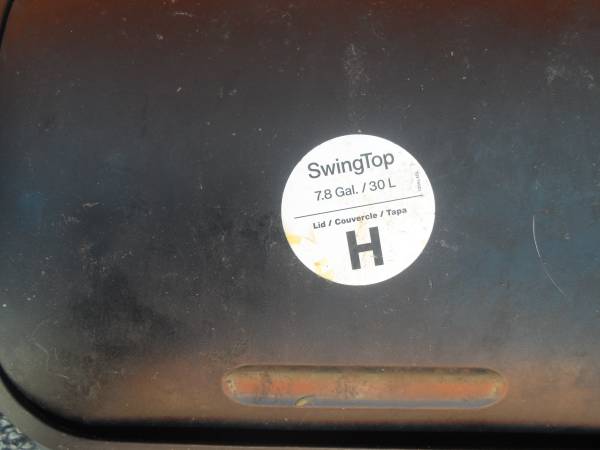 SwingTop
7.8 Gal. / 30 L
Lid / Couvercle / Tapa
H